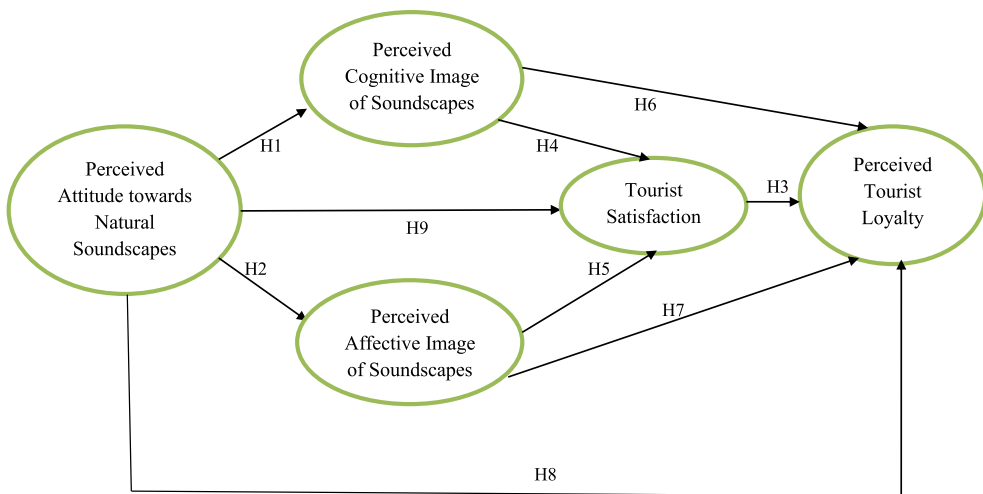 Perceived
Cognitive Image
of Soundscapes
H6
H1
H4
Perceived
Attitude towards
Natural
Soundscapes
Tourist
Satisfaction
H3
Perceived
Tourist
Loyalty
H9
H2
H5
Perceived
Affective Image
of Soundscapes
H7
H8